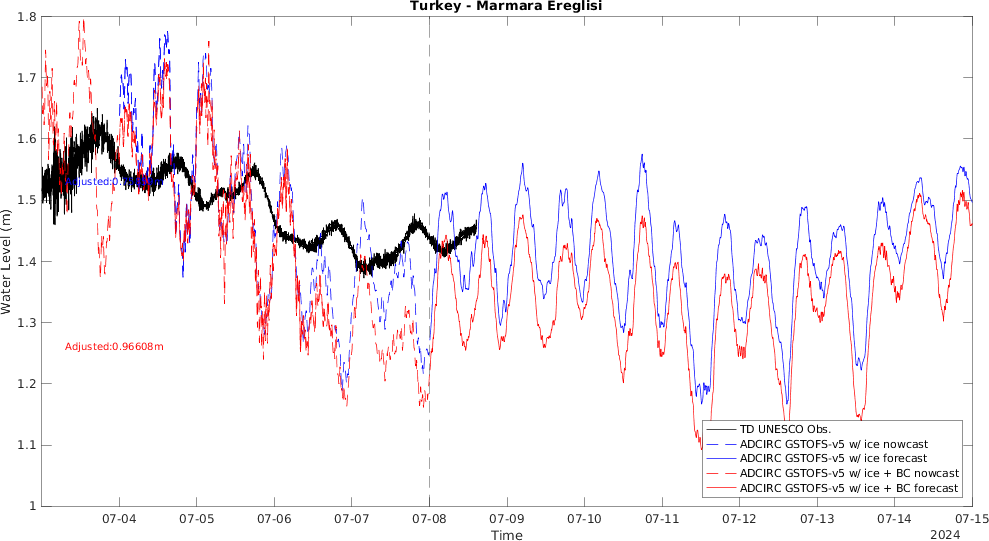 Turkey - Marmara Ereglisi
Water Level (m)
1.8
1.7
1.6
1.5
1.4
1.3
1.2
1.1
1
Adjusted:0.
Adjusted:0.96608m
TD UNESCO Obs.
ADCIRC GSTOFS-v5 w/ ice nowcast
ADCIRC GSTOFS-v5 w/ ice forecast
ADCIRC GSTOFS-v5 w/ ice + BC nowcast
ADCIRC GSTOFS-v5 w/ ice + BC forecast
07-04 07-05 07-06 07-07 07-08 07-09 07-10 07-11 07-12 07-13 07-14 07-15
Time
2024